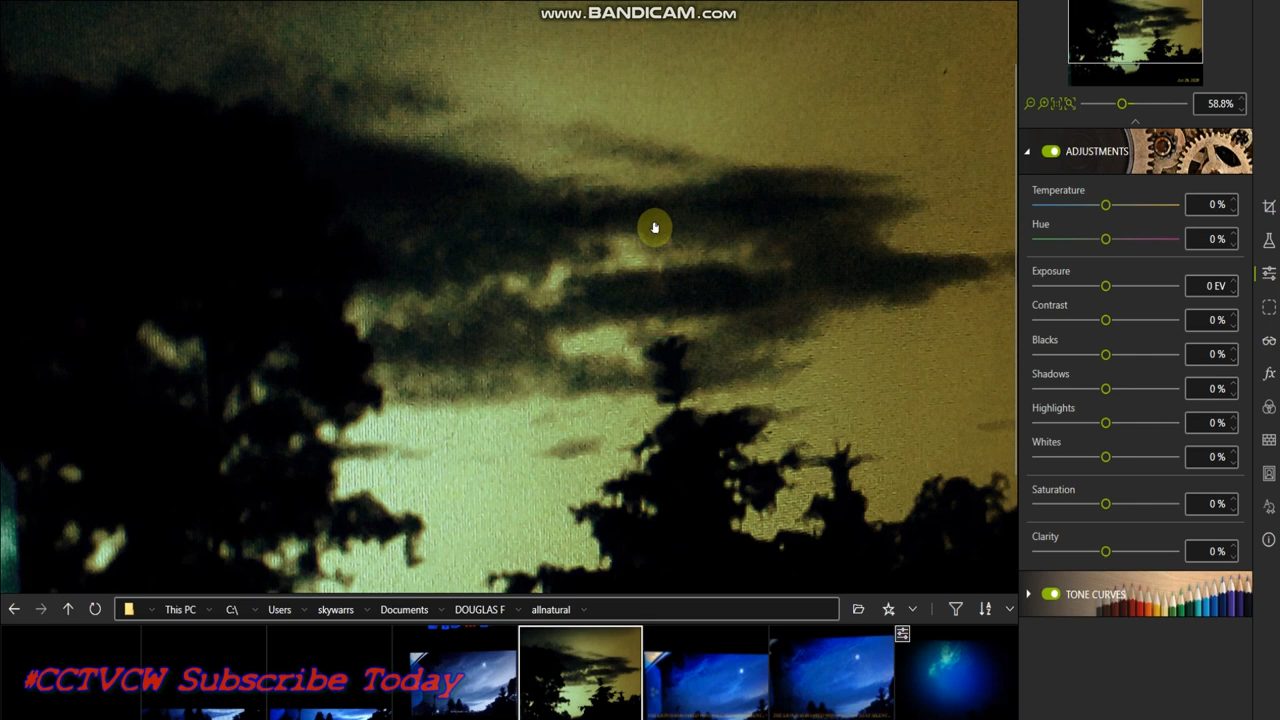 www.BANDICAM.com
58.8%
ADJUSTMENTS
Temperature
0 %
Hue
0 %
Exposure
0 EV
Contrast
0 %
Blacks
0 %
Shadows
0 %
Highlights
0 %
Whites
0 %
Saturation
0 %
Clarity
0 %
TONE CURVES
This PC
C:\
Users
skywarrs
Documents
DOUGLAS F
allnatural
#CCTVCW Subscribe Today